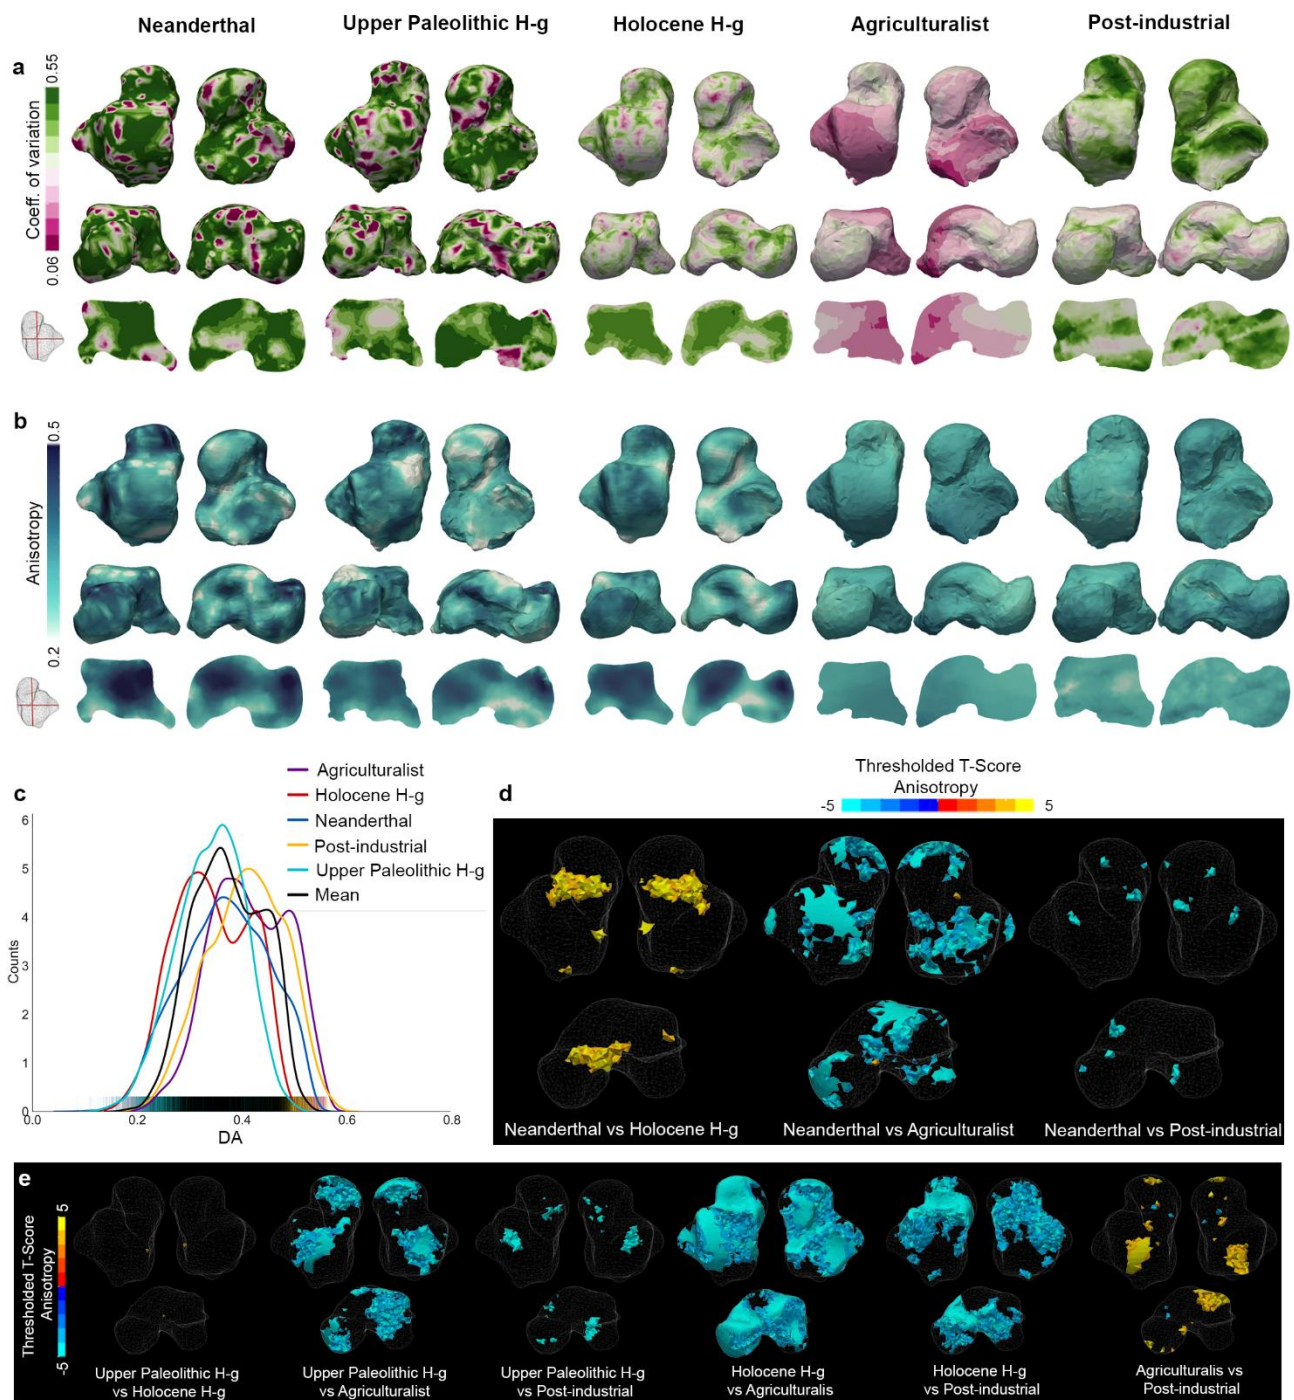 Neanderthal
Upper Paleolithic H-g
Holocene H-g
Agriculturalist
Post-industrial
a
0.55
Coeff. of variation
0.06
b
0.5
Anisotropy
0.2
c
Agriculturalist
Holocene H-g
Neanderthal
Post-industrial
Upper Paleolithic H-g
Mean
6
5
4
3
2
1
0
Counts
0.0
0.2
0.4
0.6
0.8
DA
d
Thresholded T-Score
Anisotropy
-5
5
Neanderthal vs Holocene H-g
Neanderthal vs Agriculturalist
Neanderthal vs Post-industrial
e
5
Thresholded T-Score
Anisotropy
-5
Upper Paleolithic H-g
vs Holocene H-g
Upper Paleolithic H-g
vs Agriculturalist
Upper Paleolithic H-g
vs Post-industrial
Holocene H-g
vs Agriculturalis
Holocene H-g
vs Post-industrial
Agriculturalis vs
Post-industrial